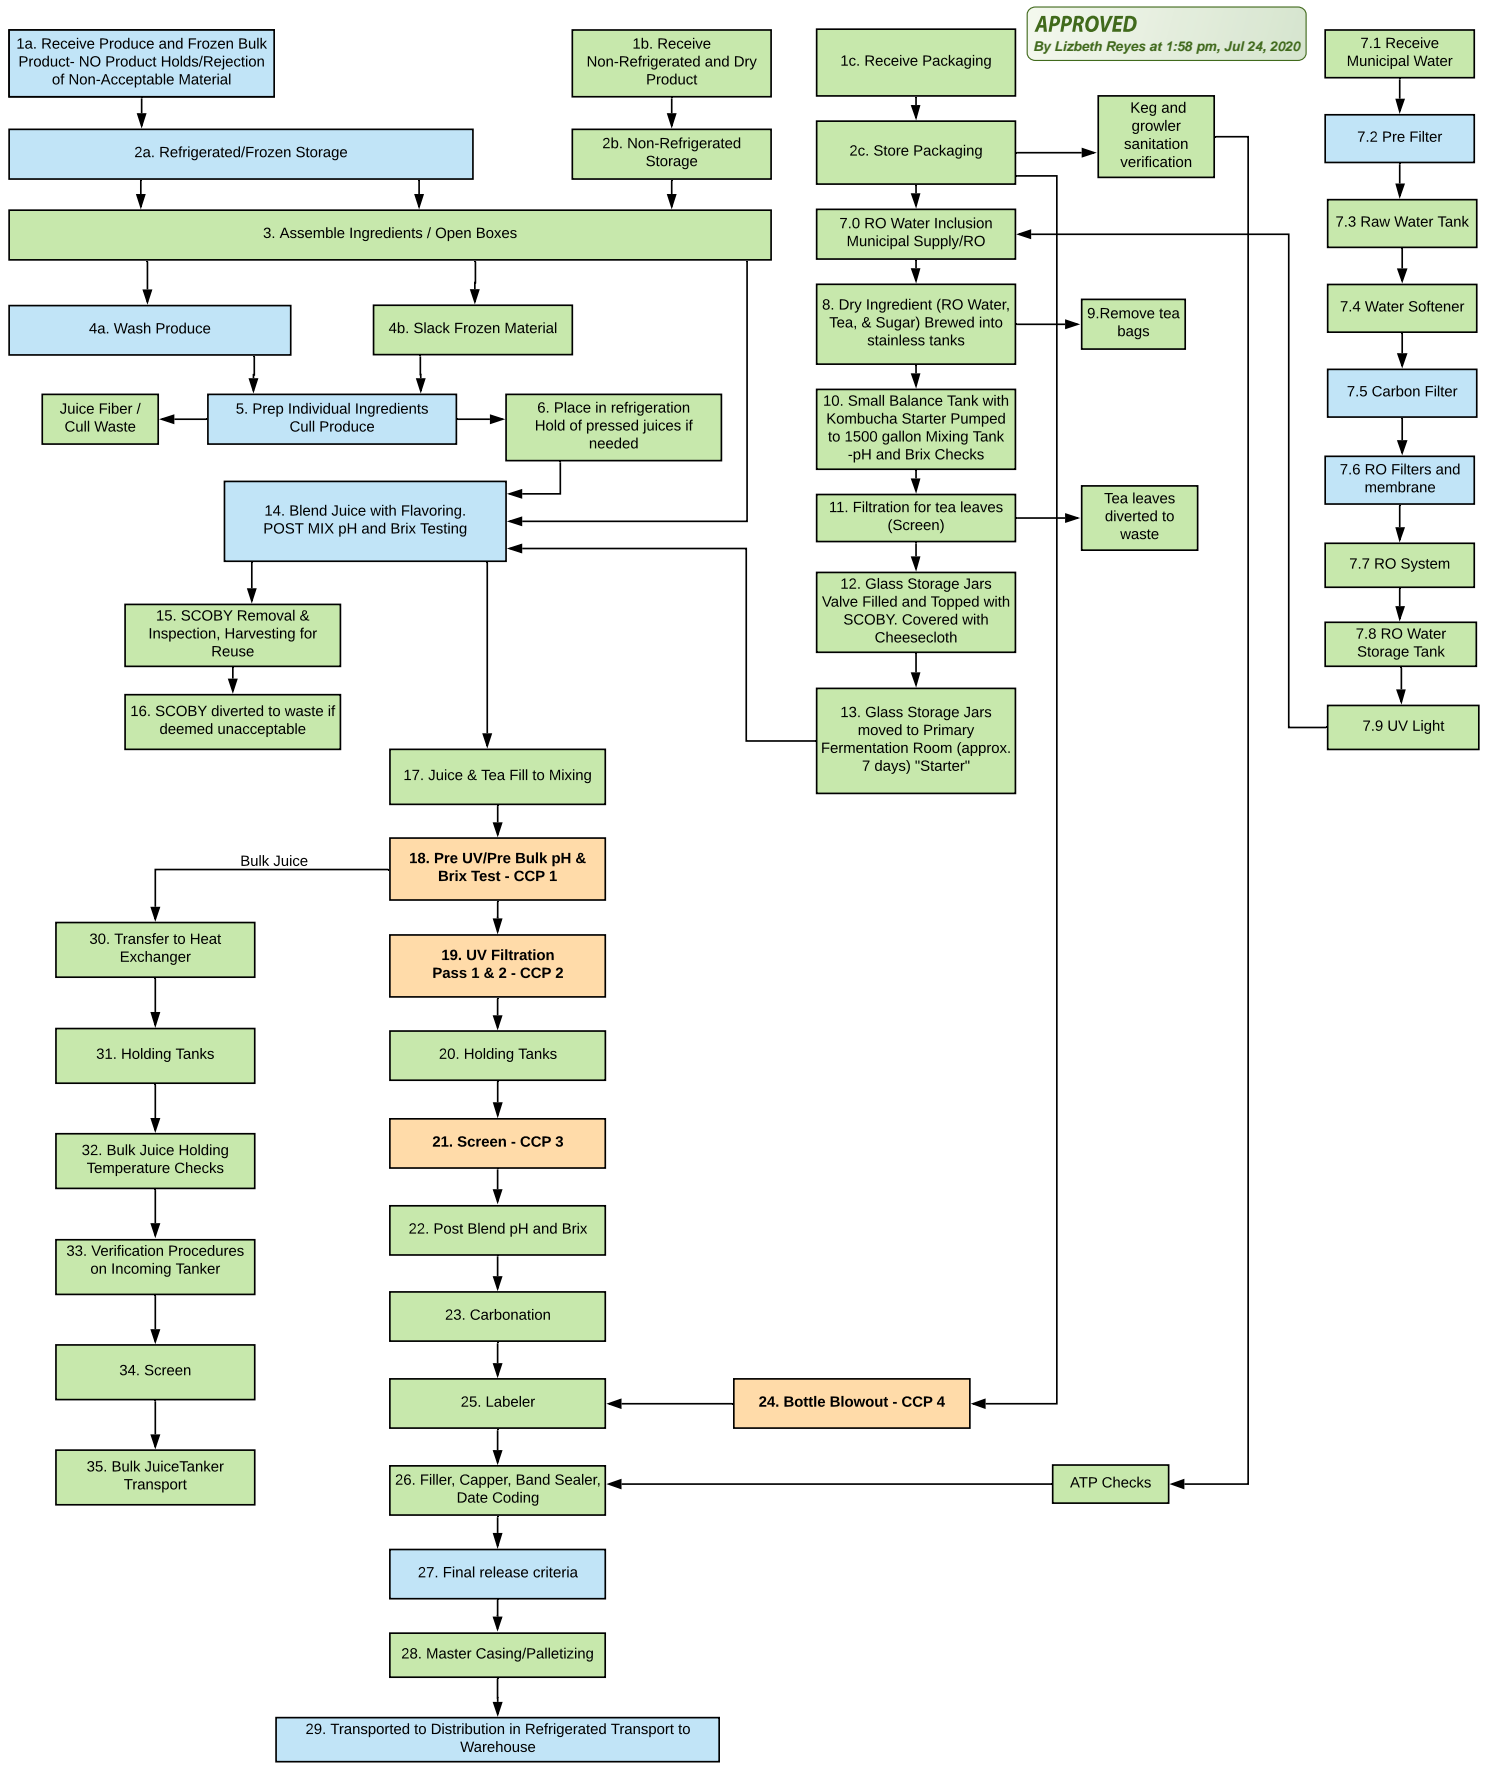 APPROVED
By Lizbeth Reyes at 1:58 pm, Jul 24, 2020
1a. Receive Produce and Frozen Bulk
Product- NO Product Holds/Rejection
of Non-Acceptable Material
1b. Receive
Non-Refrigerated and Dry
Product
1c. Receive Packaging
7.1 Receive
Municipal Water
2a. Refrigerated/Frozen Storage
2b. Non-Refrigerated
Storage
2c. Store Packaging
Keg and
growler
sanitation
verification
7.2 Pre Filter
3. Assemble Ingredients / Open Boxes
7.0 RO Water Inclusion
Municipal Supply/RO
7.3 Raw Water Tank
4a. Wash Produce
4b. Slack Frozen Material
8. Dry Ingredient (RO Water,
Tea, & Sugar) Brewed into
stainless tanks
9.Remove tea
bags
7.4 Water Softener
Juice Fiber /
Cull Waste
5. Prep Individual Ingredients
Cull Produce
6. Place in refrigeration
Hold of pressed juices if
needed
10. Small Balance Tank with
Kombucha Starter Pumped
to 1500 gallon Mixing Tank
-pH and Brix Checks
7.5 Carbon Filter
14. Blend Juice with Flavoring.
POST MIX pH and Brix Testing
11. Filtration for tea leaves
(Screen)
Tea leaves
diverted to
waste
7.6 RO Filters and
membrane
7.7 RO System
15. SCOBY Removal &
Inspection, Harvesting for
Reuse
12. Glass Storage Jars
Valve Filled and Topped with
SCOBY. Covered with
Cheesecloth
7.8 RO Water
Storage Tank
16. SCOBY diverted to waste if
deemed unacceptable
13. Glass Storage Jars
moved to Primary
Fermentation Room (approx.
7 days) "Starter"
7.9 UV Light
17. Juice & Tea Fill to Mixing
Bulk Juice
18. Pre UV/Pre Bulk pH &
Brix Test - CCP 1
30. Transfer to Heat
Exchanger
19. UV Filtration
Pass 1 & 2 - CCP 2
31. Holding Tanks
20. Holding Tanks
32. Bulk Juice Holding
Temperature Checks
21. Screen - CCP 3
33. Verification Procedures
on Incoming Tanker
22. Post Blend pH and Brix
23. Carbonation
34. Screen
25. Labeler
24. Bottle Blowout - CCP 4
35. Bulk JuiceTanker
Transport
26. Filler, Capper, Band Sealer,
Date Coding
ATP Checks
27. Final release criteria
28. Master Casing/Palletizing
29. Transported to Distribution in Refrigerated Transport to
Warehouse